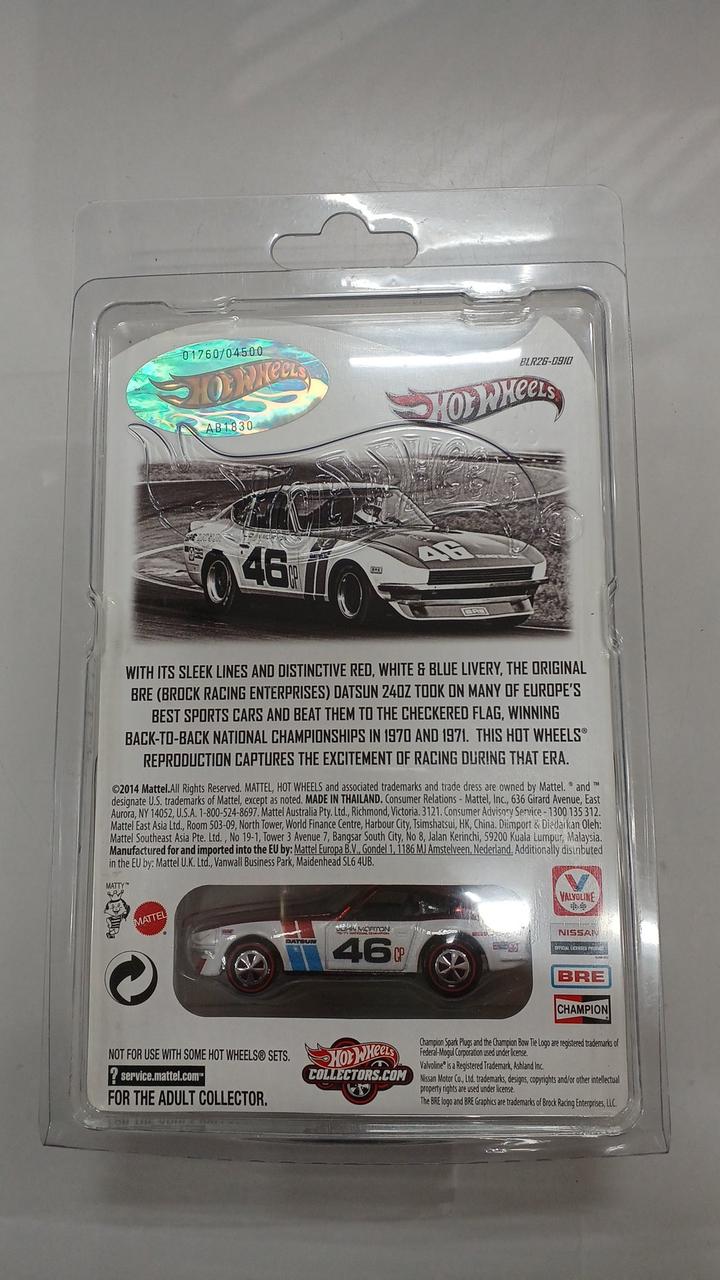 01760/04500
HOT WHEELS
AB1830
BLR26-0910
HOT WHEELS
46
46
CP
BRE
WITH ITS SLEEK LINES AND DISTINCTIVE RED, WHITE & BLUE LIVERY, THE ORIGINAL
BRE (BROCK RACING ENTERPRISES) DATSUN 240Z TOOK ON MANY OF EUROPE'S
BEST SPORTS CARS AND BEAT THEM TO THE CHECKERED FLAG, WINNING
BACK-TO-BACK NATIONAL CHAMPIONSHIPS IN 1970 AND 1971. THIS HOT WHEELS®
REPRODUCTION CAPTURES THE EXCITEMENT OF RACING DURING THAT ERA.
©2014 Mattel.All Rights Reserved. MATTEL, HOT WHEELS and associated trademarks and trade dress are owned by Mattel. ® and ™
designate U.S. trademarks of Mattel, except as noted. MADE IN THAILAND. Consumer Relations - Mattel, Inc., 636 Girard Avenue, East
Aurora, NY 14052, U.S.A. 1-800-524-8697. Mattel Australia Pty. Ltd., Richmond, Victoria. 3121. Consumer Advisory Service - 1300 135 312.
Mattel East Asia Ltd., Room 503-09, North Tower, World Finance Centre, Harbour City, Tsimshatsui, HK, China. Diimport & Diedarkan Oleh:
Mattel Southeast Asia Pte. Ltd. , No 19-1, Tower 3 Avenue 7, Bangsar South City, No 8, Jalan Kerinchi, 59200 Kuala Lumpur, Malaysia.
Manufactured for and imported into the EU by: Mattel Europa B.V., Gondel 1, 1186 MJ Amstelveen, Nederland. Additionally distributed
in the EU by: Mattel U.K. Ltd., Vanwall Business Park, Maidenhead SL6 4UB.
MATTY™
MATTEL
VALVOLINE
NISSAN
OFFICIAL LICENSED PRODUCT
BRE
CHAMPION
JOHN MORTON
DATSUN
46
CP
NOT FOR USE WITH SOME HOT WHEELS® SETS.
? service.mattel.com™
FOR THE ADULT COLLECTOR.
HOT WHEELS
COLLECTORS.COM
Champion Spark Plugs and the Champion Bow Tie Logo are registered trademarks of
Federal-Mogul Corporation used under license.
Valvoline® is a Registered Trademark, Ashland Inc.
Nissan Motor Co., Ltd. trademarks, designs, copyrights and/or other intellectual
property rights are used under license.
The BRE logo and BRE Graphics are trademarks of Brock Racing Enterprises, LLC.